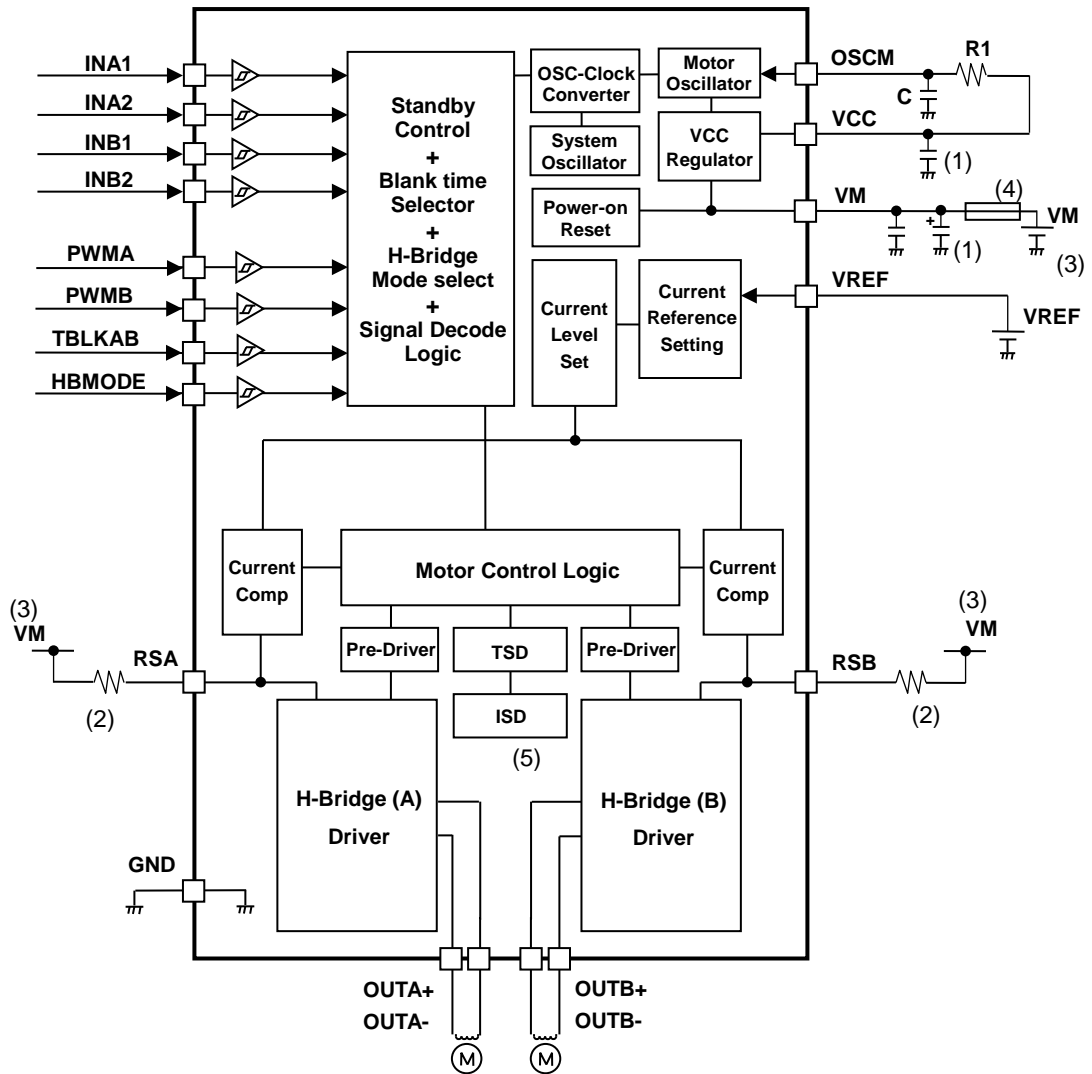 INA1
INA2
INB1
INB2
PWMA
PWMB
TBLKAB
HBMODE
Standby
Control
+
Blank time
Selector
+
H-Bridge
Mode select
+
Signal Decode
Logic
OSC-Clock
Converter
Motor
Oscillator
System
Oscillator
VCC
Regulator
Power-on
Reset
Current
Level
Set
Current
Reference
Setting
OSCM
R1
C
VCC
(1)
VM
(4)
VM
+
(1)
(3)
VREF
VREF
Current
Comp
Motor Control Logic
Current
Comp
Pre-Driver
TSD
Pre-Driver
ISD
(5)
(3)
VM
RSA
(2)
(3)
VM
RSB
(2)
H-Bridge (A)
Driver
H-Bridge (B)
Driver
GND
OUTA+
OUTA-
OUTB+
OUTB-
M
M